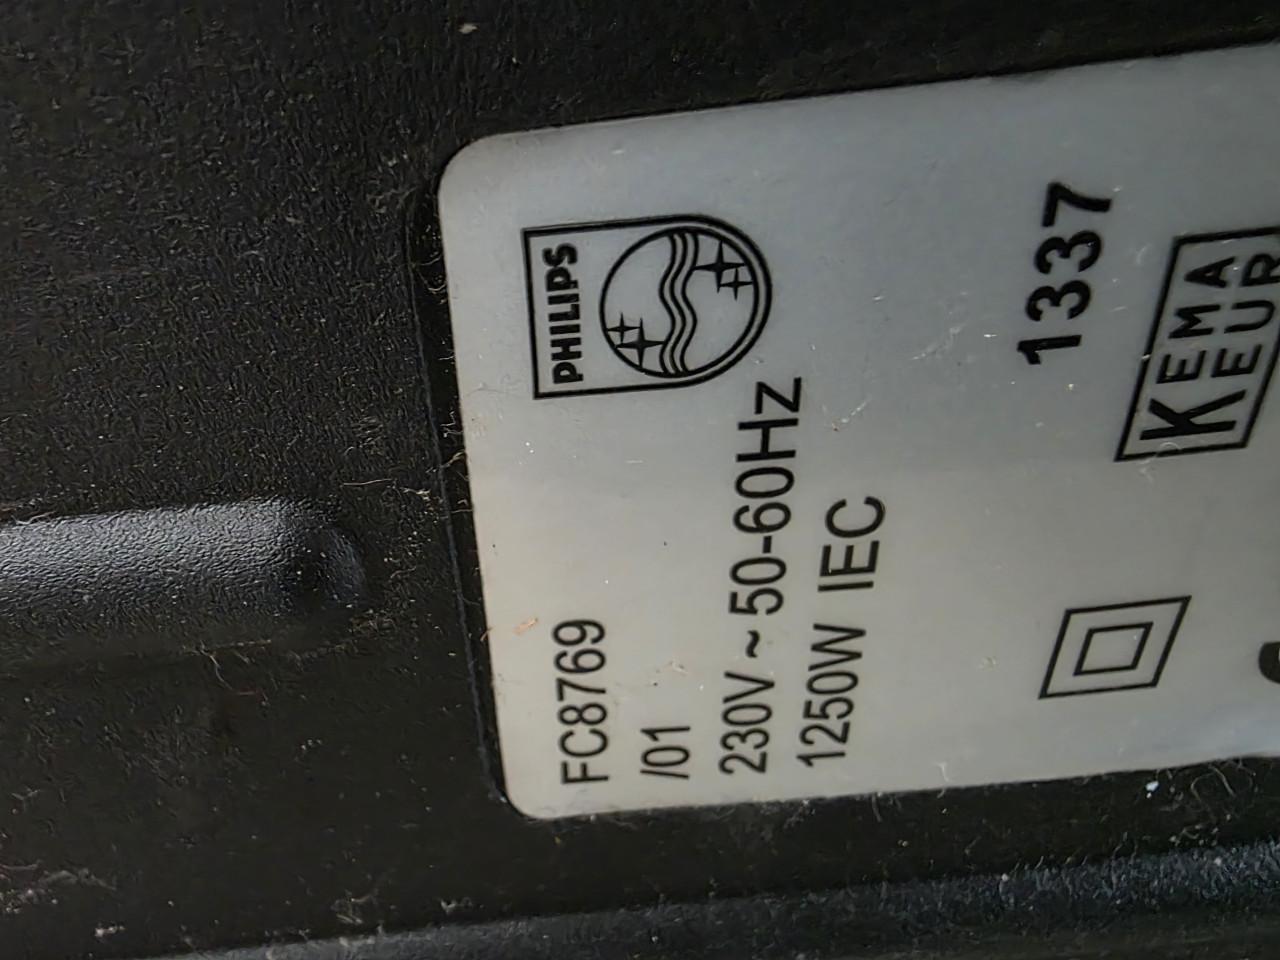 PHILIPS
FC8769
/01
230V ~ 50-60Hz
1250W IEC
1337
KEMA
EUR